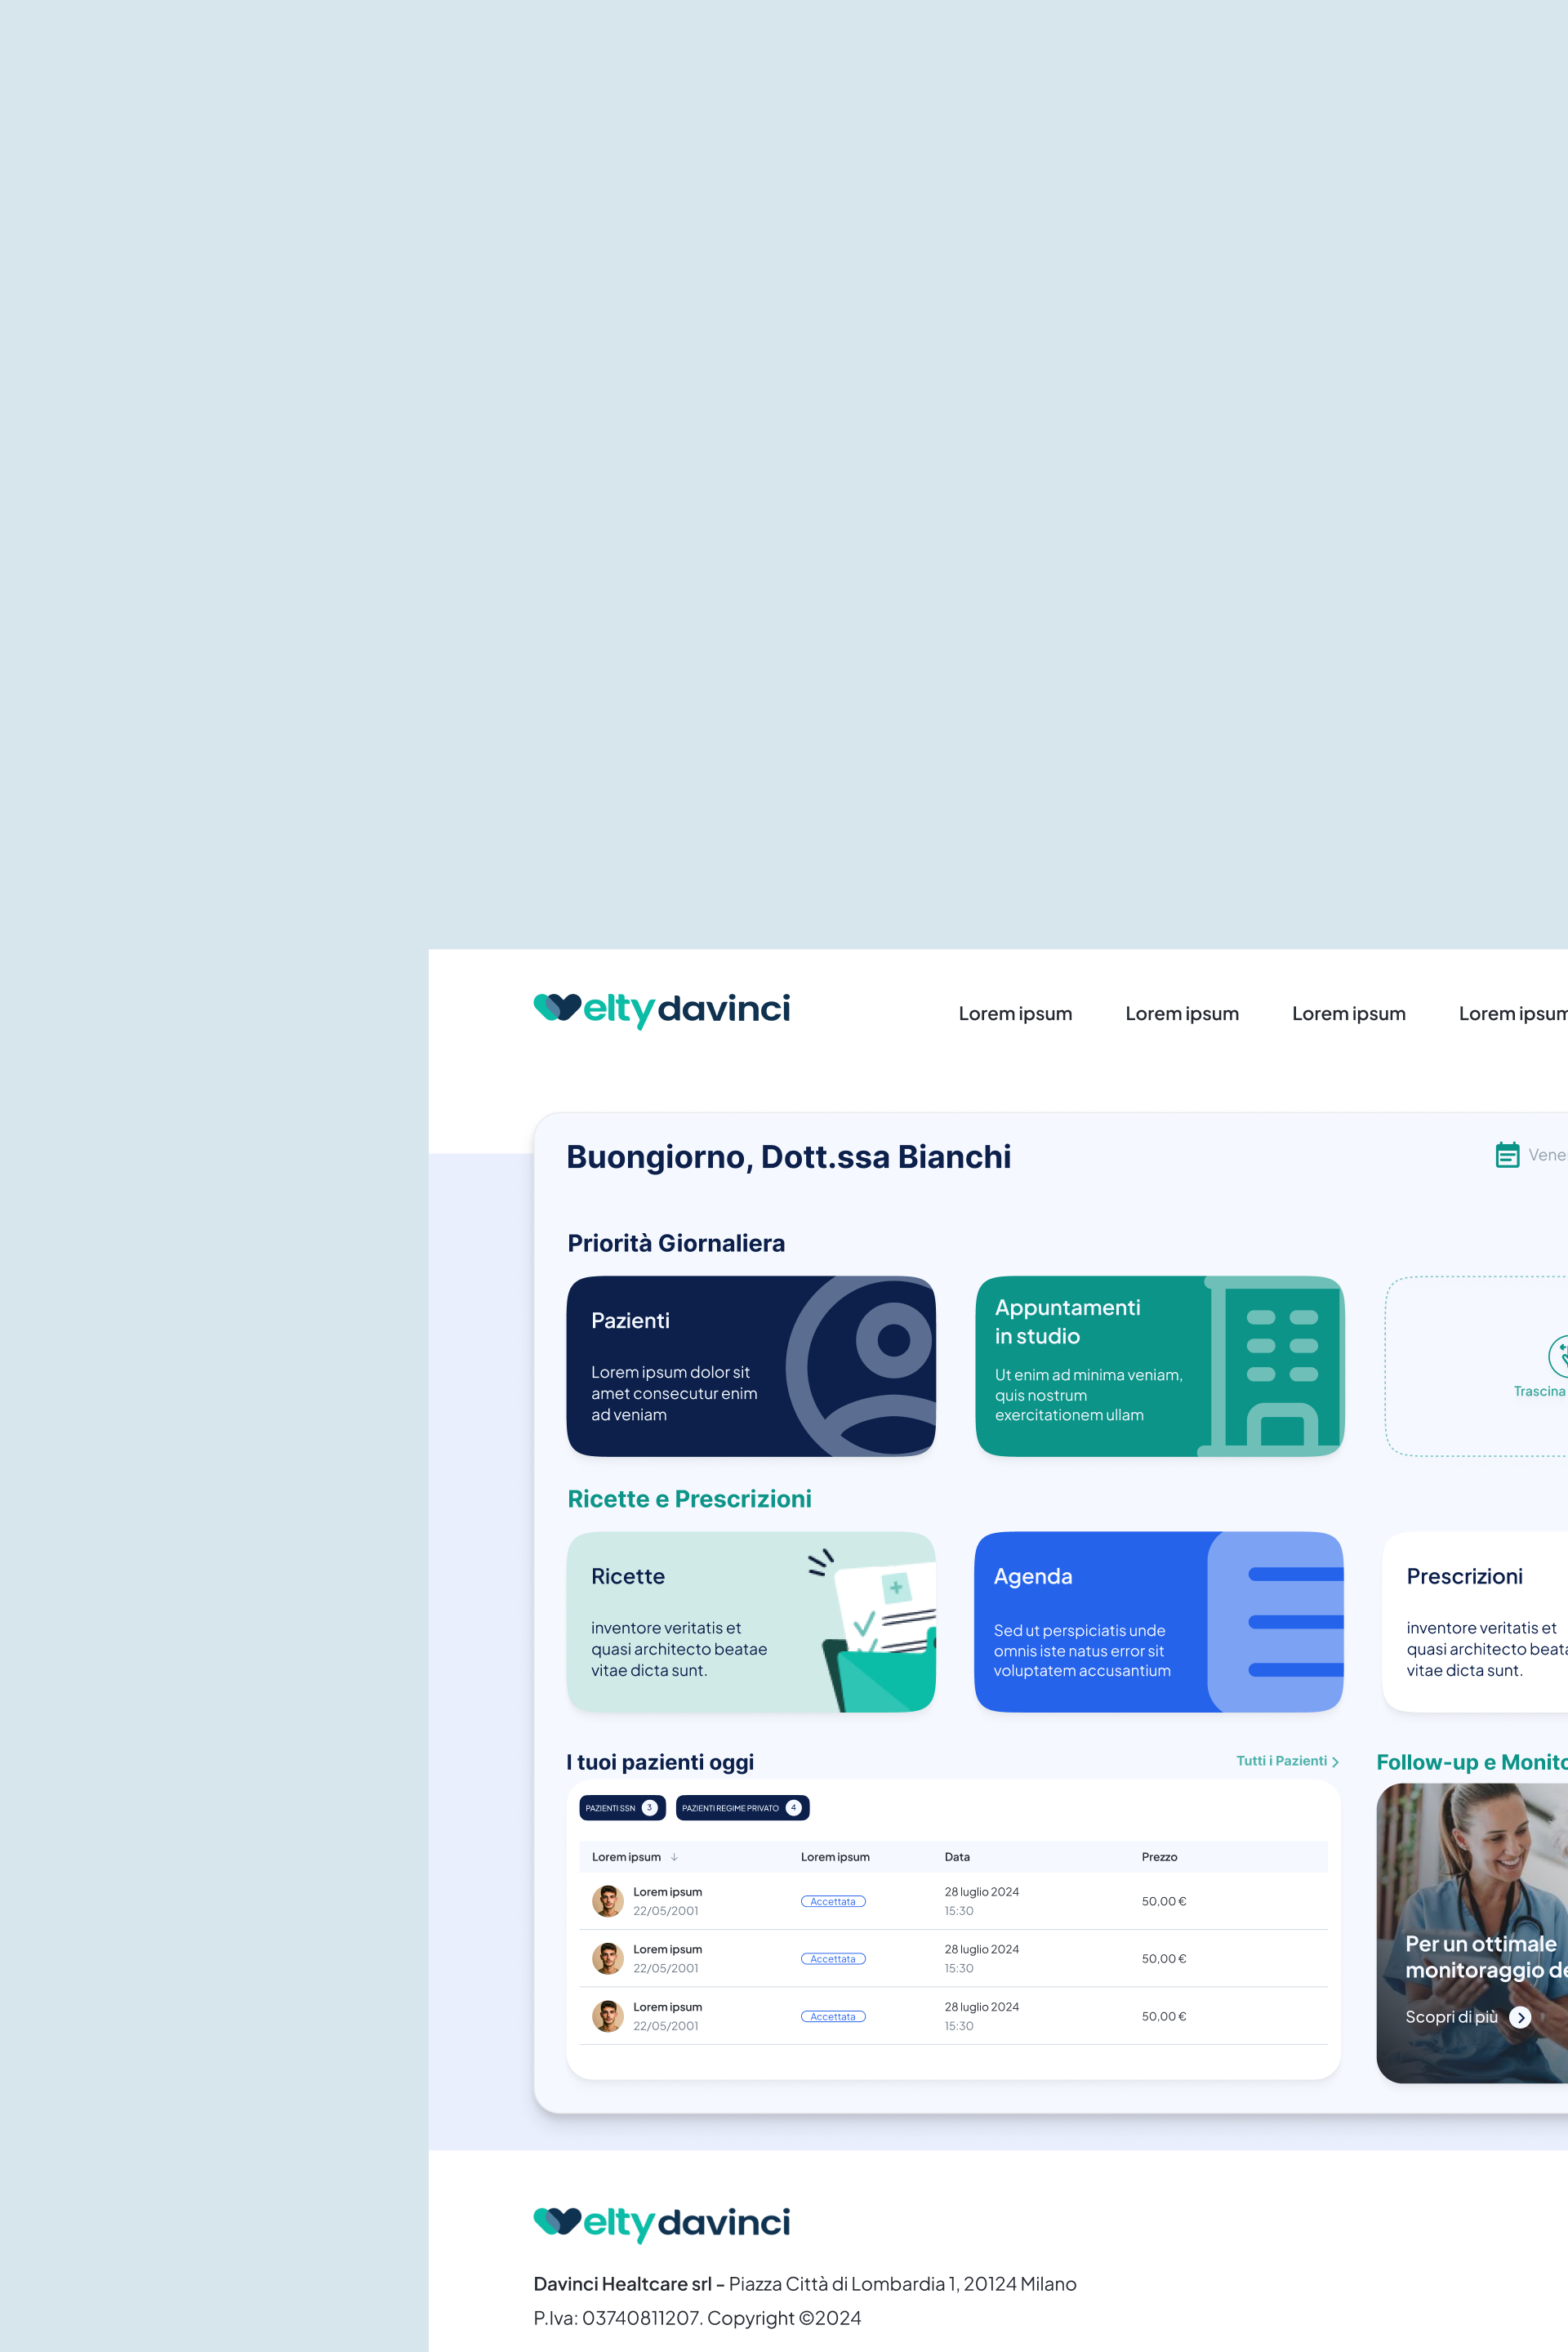 elty davinci
Lorem ipsum
Lorem ipsum
Lorem ipsum
Lorem ipsum
Buongiorno, Dott.ssa Bianchi
Vene
Priorità Giornaliera
Pazienti
Lorem ipsum dolor sit
amet consecutur enim
ad veniam
Appuntamenti
in studio
Ut enim ad minima veniam,
quis nostrum
exercitationem ullam
Trascina
Ricette e Prescrizioni
Ricette
inventore veritatis et
quasi architecto beatae
vitae dicta sunt.
Agenda
Sed ut perspiciatis unde
omnis iste natus error sit
voluptatem accusantium
Prescrizioni
inventore veritatis et
quasi architecto beata
vitae dicta sunt.
I tuoi pazienti oggi
Tutti i Pazienti
PAZIENTI SSN 3
PAZIENTI REGIME PRIVATO 4
Lorem ipsum
Lorem ipsum
Data
Prezzo
Lorem ipsum
22/05/2001
Accettata
28 luglio 2024
15:30
50,00 €
Lorem ipsum
22/05/2001
Accettata
28 luglio 2024
15:30
50,00 €
Lorem ipsum
22/05/2001
Accettata
28 luglio 2024
15:30
50,00 €
Follow-up e Monito
Per un ottimale
monitoraggio de
Scopri di più
elty davinci
Davinci Healtcare srl - Piazza Città di Lombardia 1, 20124 Milano
P.Iva: 03740811207. Copyright ©2024